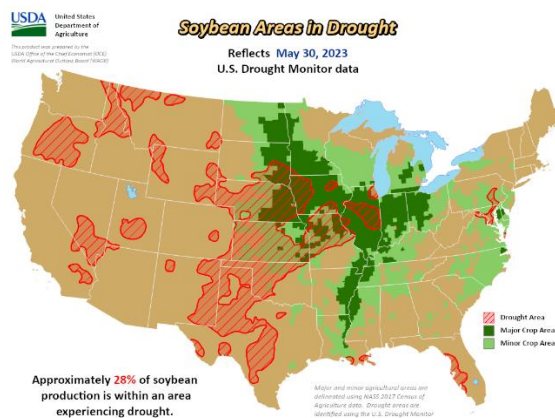 USDA
United States
Department of
Agriculture
This product was prepared by the
USDA Office of the Chief Economist (OCE)
World Agricultural Outlook Board (WAOB)
Soybean Areas in Drought
Reflects May 30, 2023
U.S. Drought Monitor data
Drought Area
Major Crop Area
Minor Crop Area
Approximately 28% of soybean
production is within an area
experiencing drought.
Major and minor agricultural areas are
delineated using NASS 2017 Census of
Agriculture data. Drought areas are
identified using the U.S. Drought Monitor